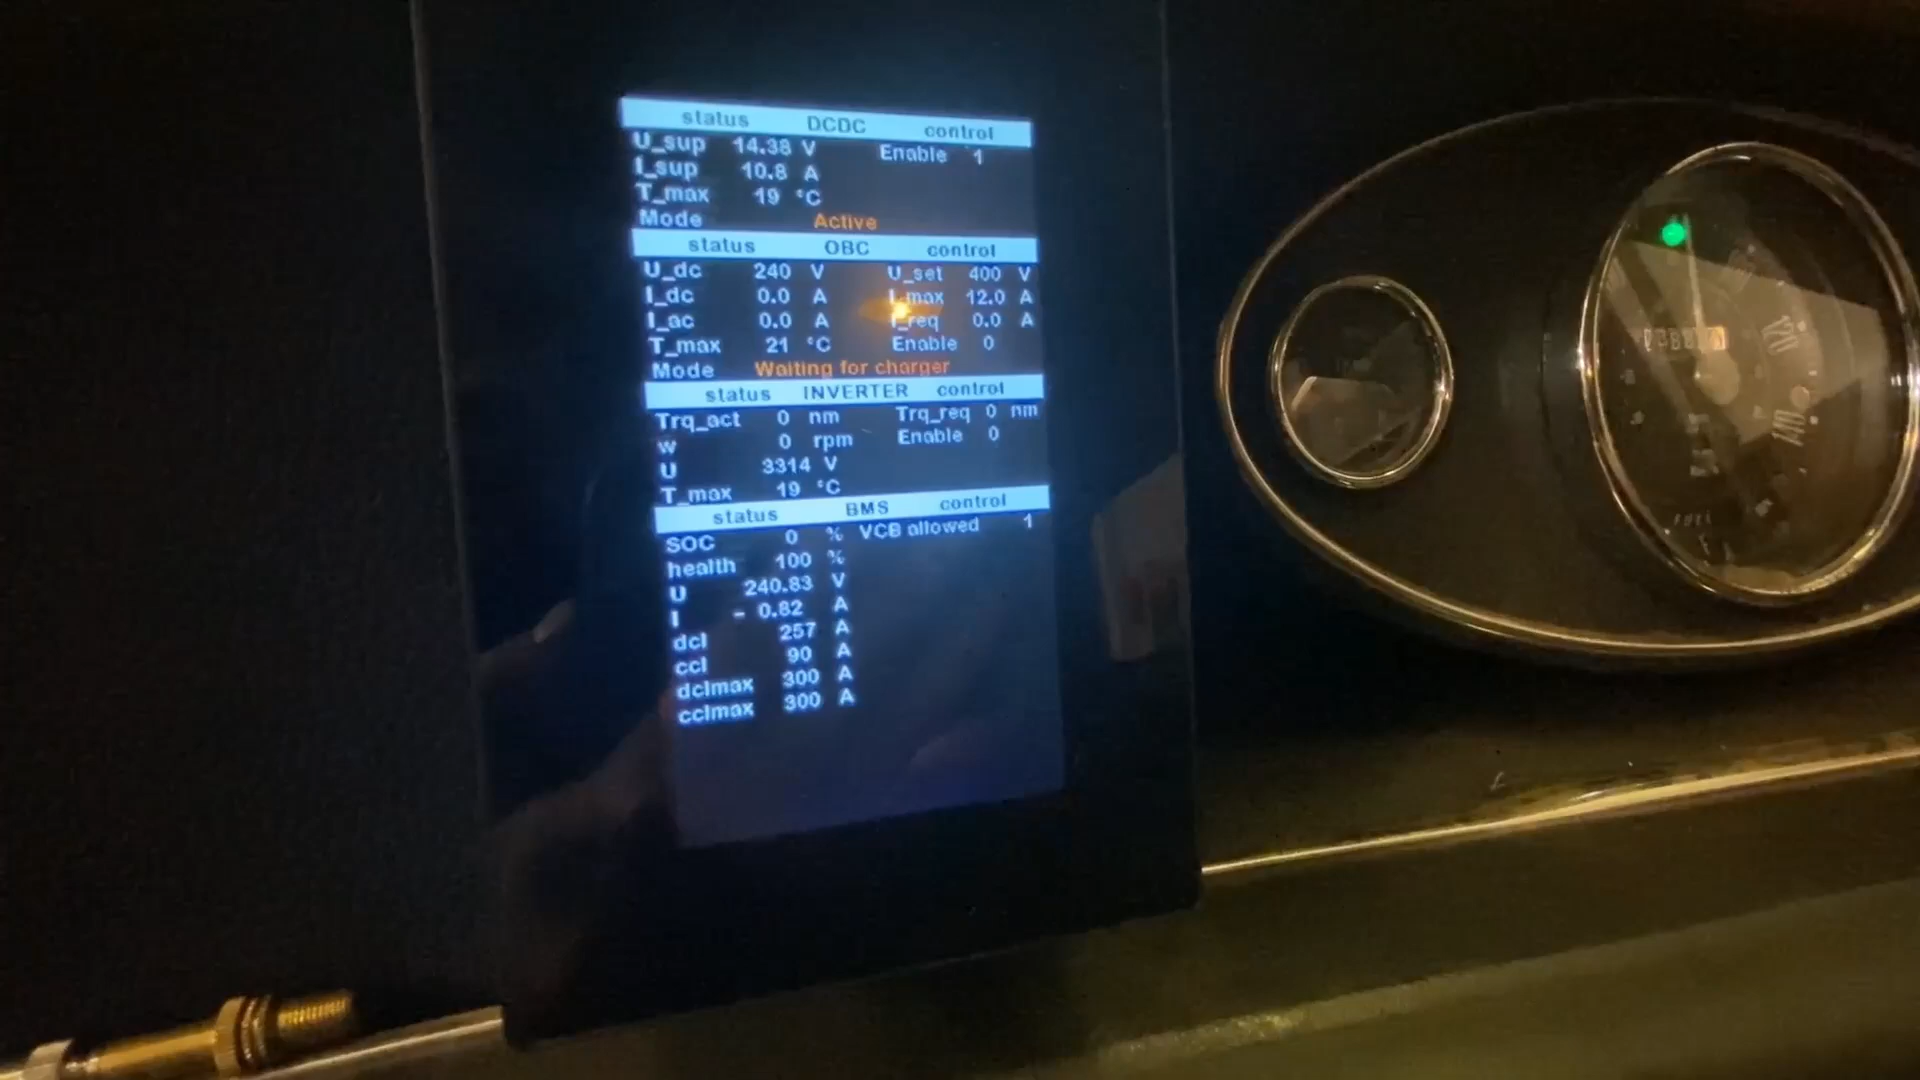 status DCDC control
U_sup 14.38 V Enable 1
I_sup 10.8 A
T_max 19 °C
Mode Active
status OBC control
U_dc 240 V U_set 400 V
I_dc 0.0 A I_max 12.0 A
I_ac 0.0 A I_req 0.0 A
T_max 21 °C Enable 0
Mode Waiting for charger
status INVERTER control
Trq_act 0 nm Trq_req 0 nm
w 0 rpm Enable 0
U 3314 V
T_max 19 °C
status BMS control
SOC 0 % VCB allowed 1
health 100 %
U 240.83 V
I - 0.82 A
dcl 257 A
ccl 90 A
dclmax 300 A
cclmax 300 A
120
140
FUEL
F